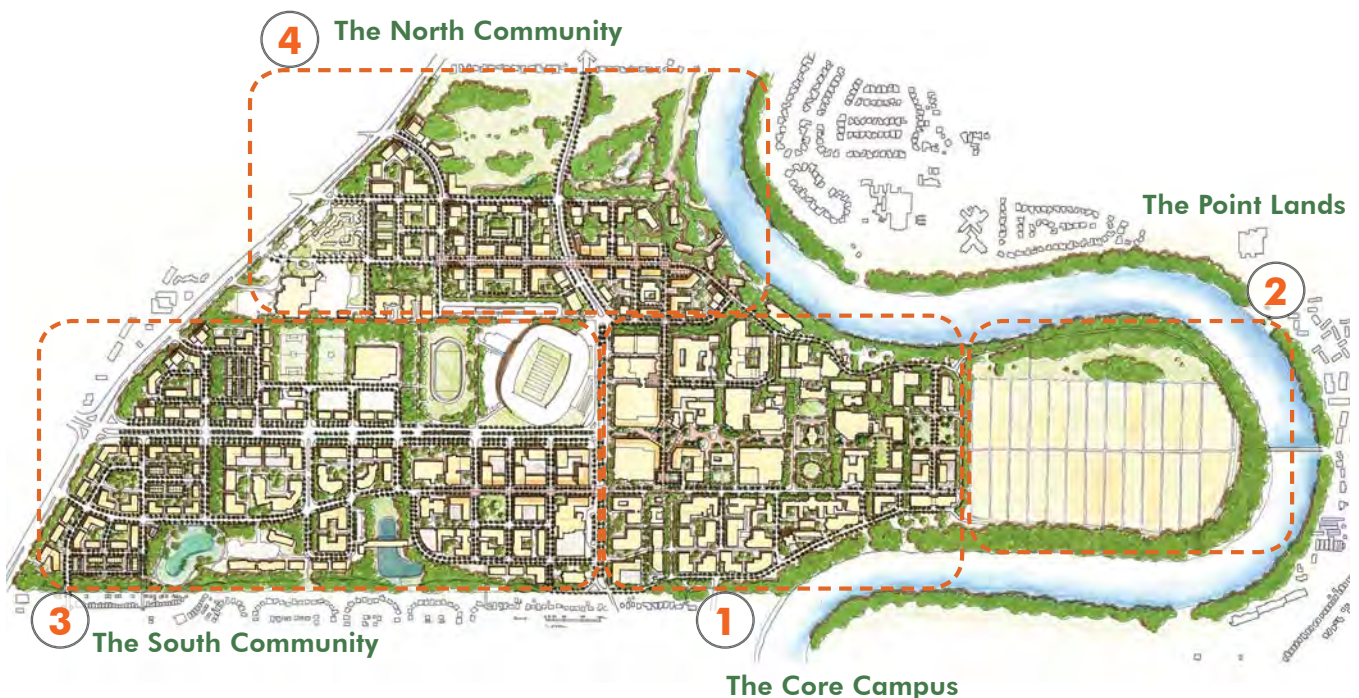 4
The North Community
The Point Lands
2
3
The South Community
1
The Core Campus